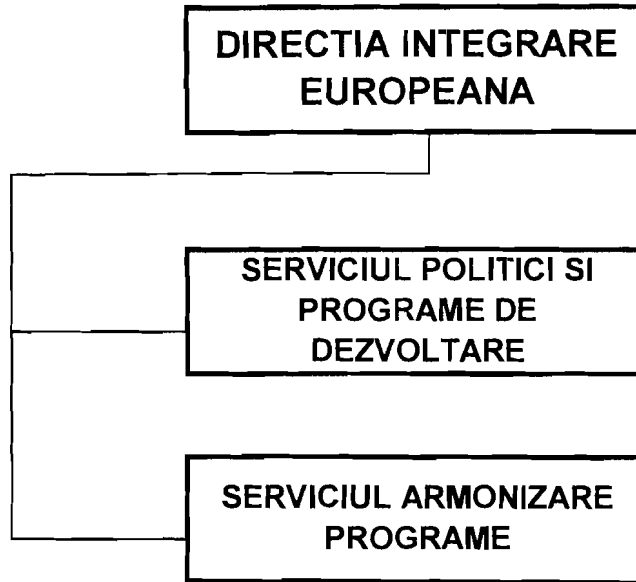 DIRECTIA INTEGRARE
EUROPEANA
SERVICIUL POLITICI SI
PROGRAME DE
DEZVOLTARE
SERVICIUL ARMONIZARE
PROGRAME